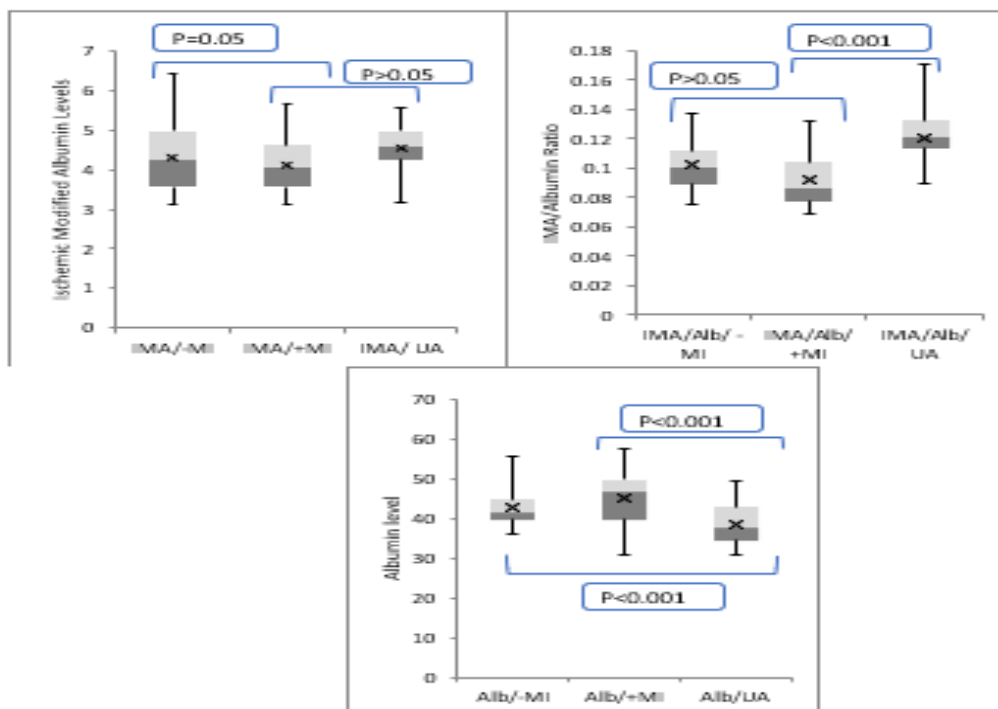 P=0.05
P>0.05
7
6
5
4
3
2
1
0
Ischemic Modified Albumin Levels
IMA/-MI
IMA/+MI
IMA/ UA
P<0.001
P>0.05
0.18
0.16
0.14
0.12
0.1
0.08
0.06
0.04
0.02
0
IMA/Albumin Ratio
IMA/Alb/ -
MI
IMA/Alb/
+MI
IMA/Alb/
UA
70
60
50
40
30
20
10
0
Albumin level
P<0.001
P<0.001
Alb/-MI
Alb/+MI
Alb/UA